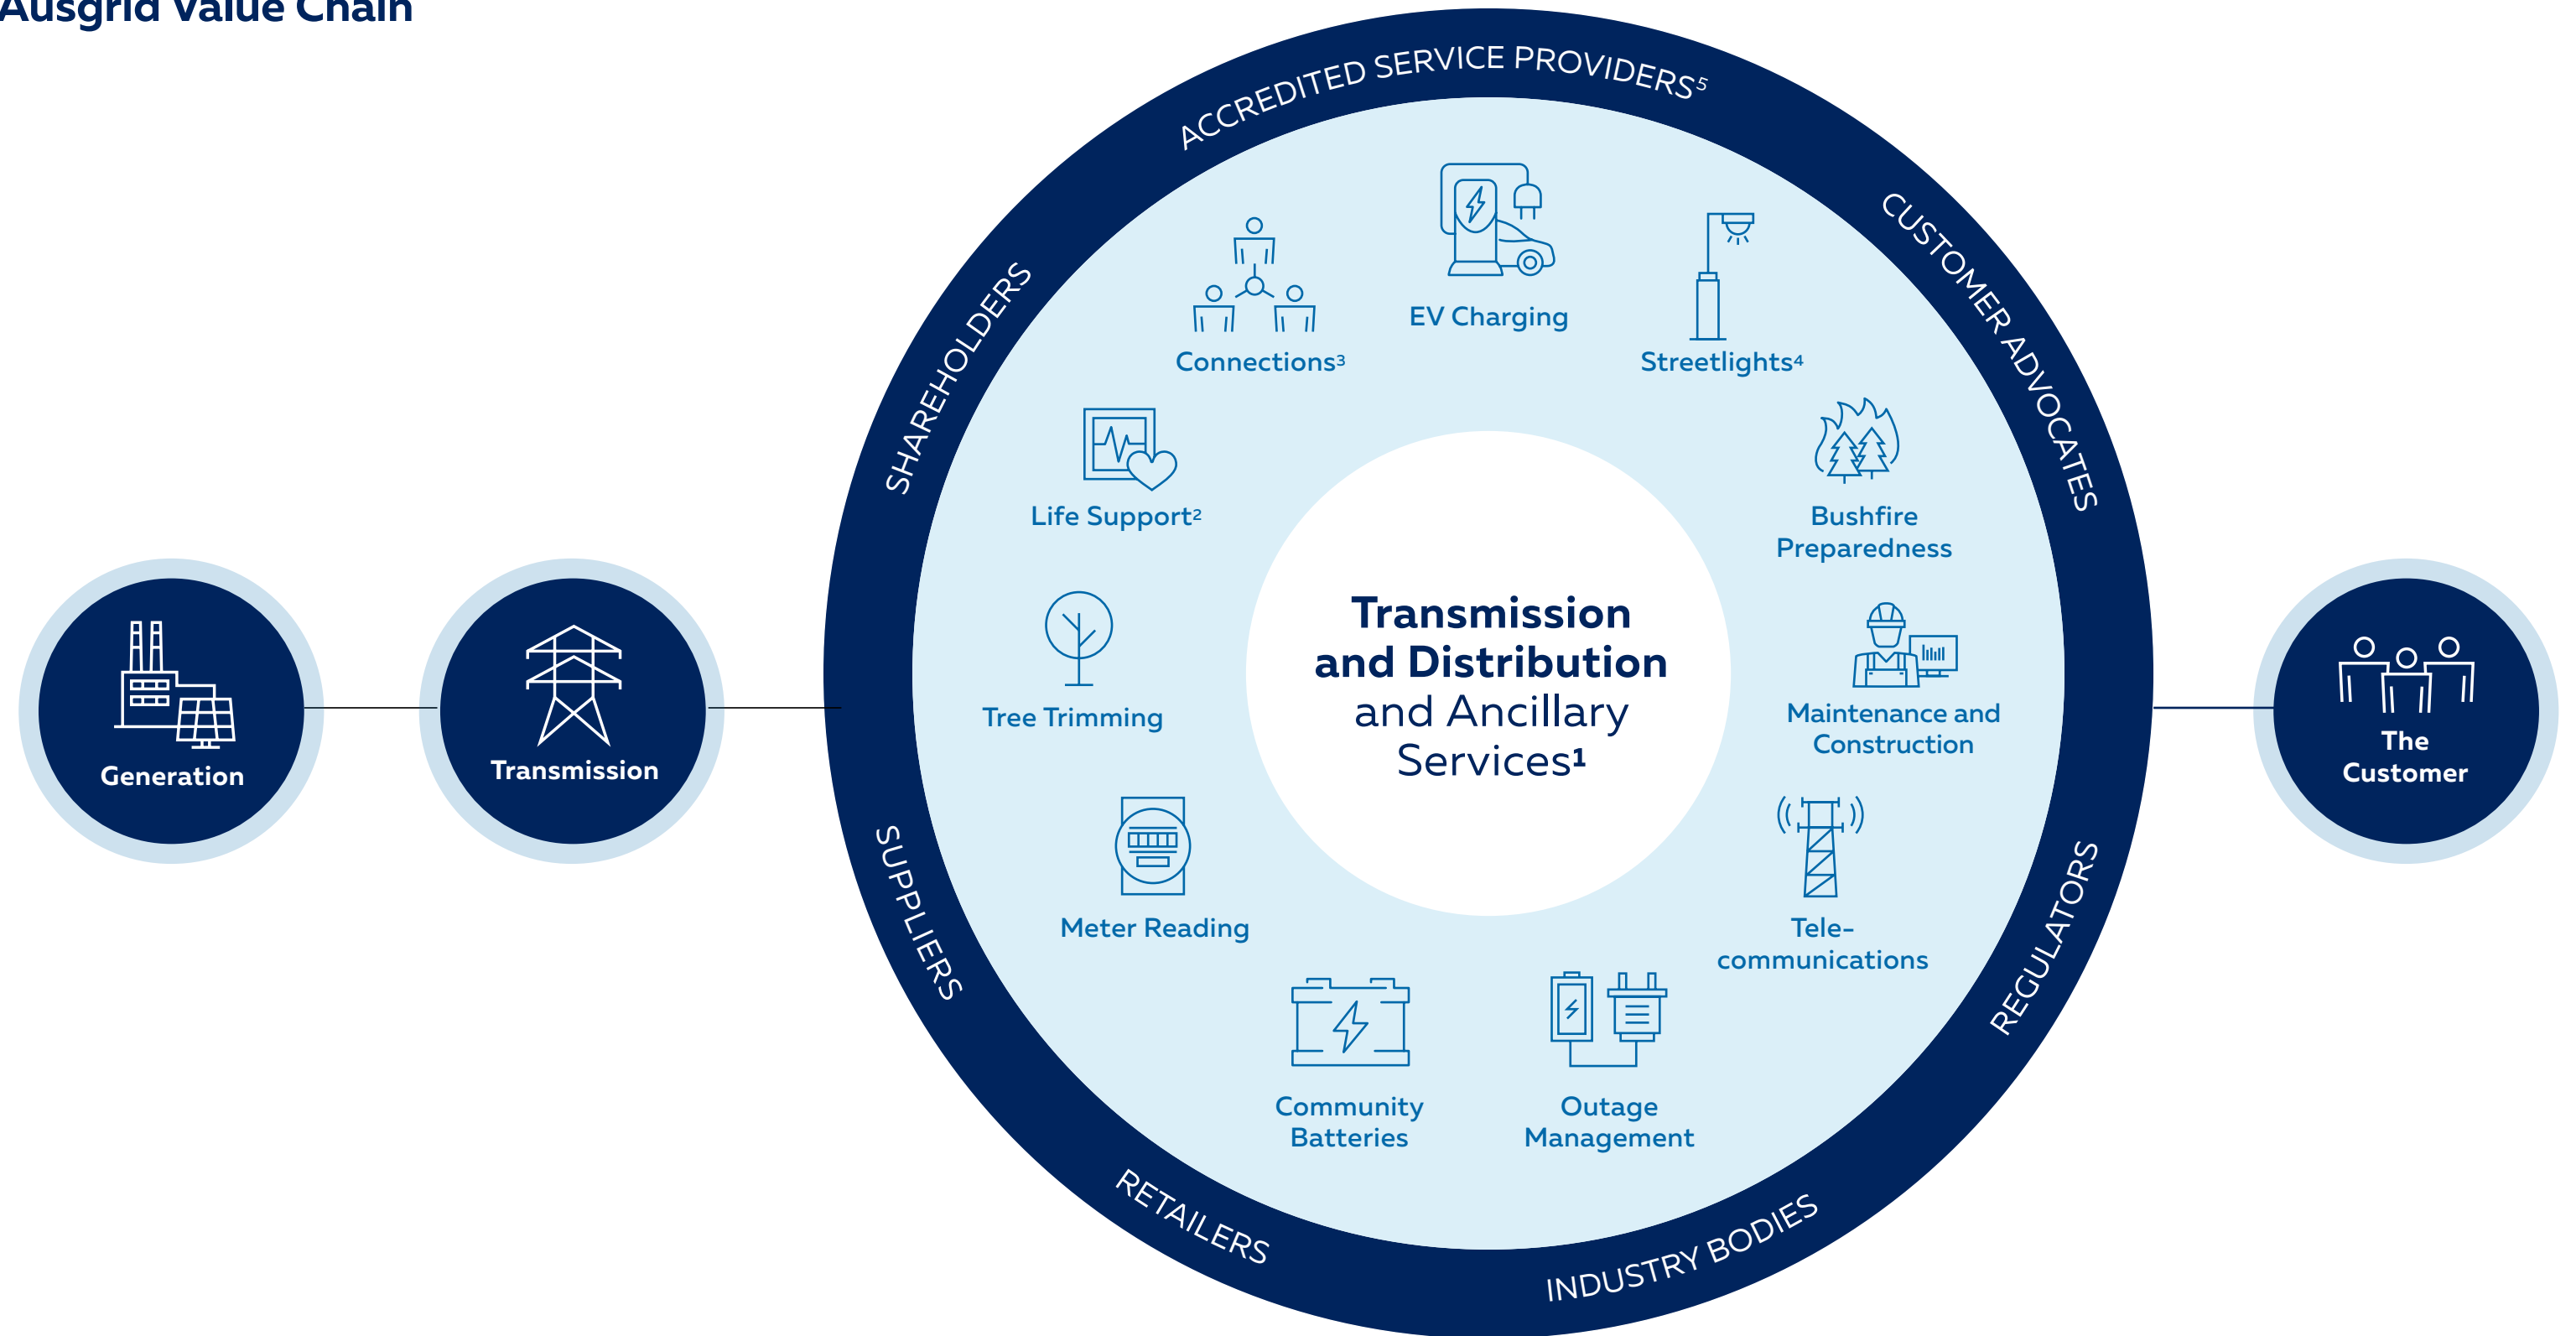 Ausgrid Value Chain
ACCREDITED SERVICE PROVIDERS⁵
CUSTOMER ADVOCATES
REGULATORS
INDUSTRY BODIES
RETAILERS
SUPPLIERS
SHAREHOLDERS
Generation
Transmission
EV Charging
Streetlights⁴
Bushfire
Preparedness
Maintenance and
Construction
Tele-
communications
Outage
Management
Community
Batteries
Meter Reading
Tree Trimming
Life Support²
Connections³
Transmission
and Distribution
and Ancillary
Services¹
The
Customer